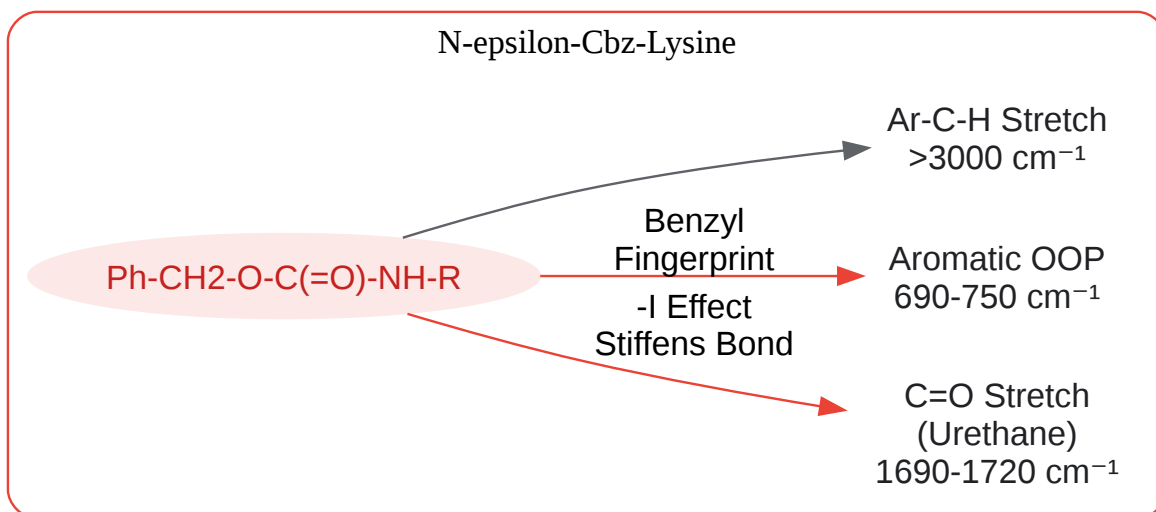 N-epsilon-Cbz-Lysine
Ar-C-H Stretch
>3000 cm⁻¹
Benzyl
Fingerprint
Ph-CH2-O-C(=O)-NH-R
Aromatic OOP
690-750 cm⁻¹
-I Effect
Stiffens Bond
C=O Stretch
(Urethane)
1690-1720 cm⁻¹